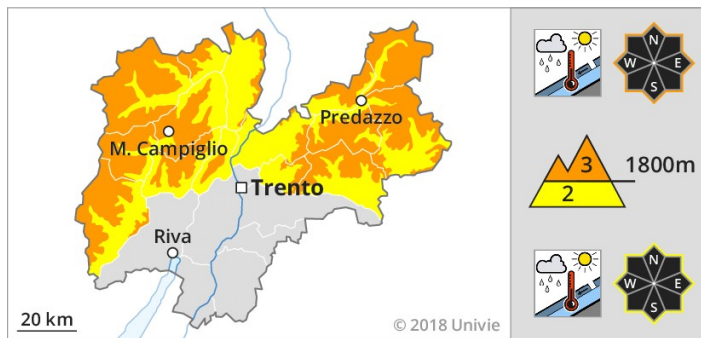 Predazzo
M. Campiglio
Trento
Riva
20 km
© 2018 Univie
N
W E
S
3 1800m
2
N
W E
S